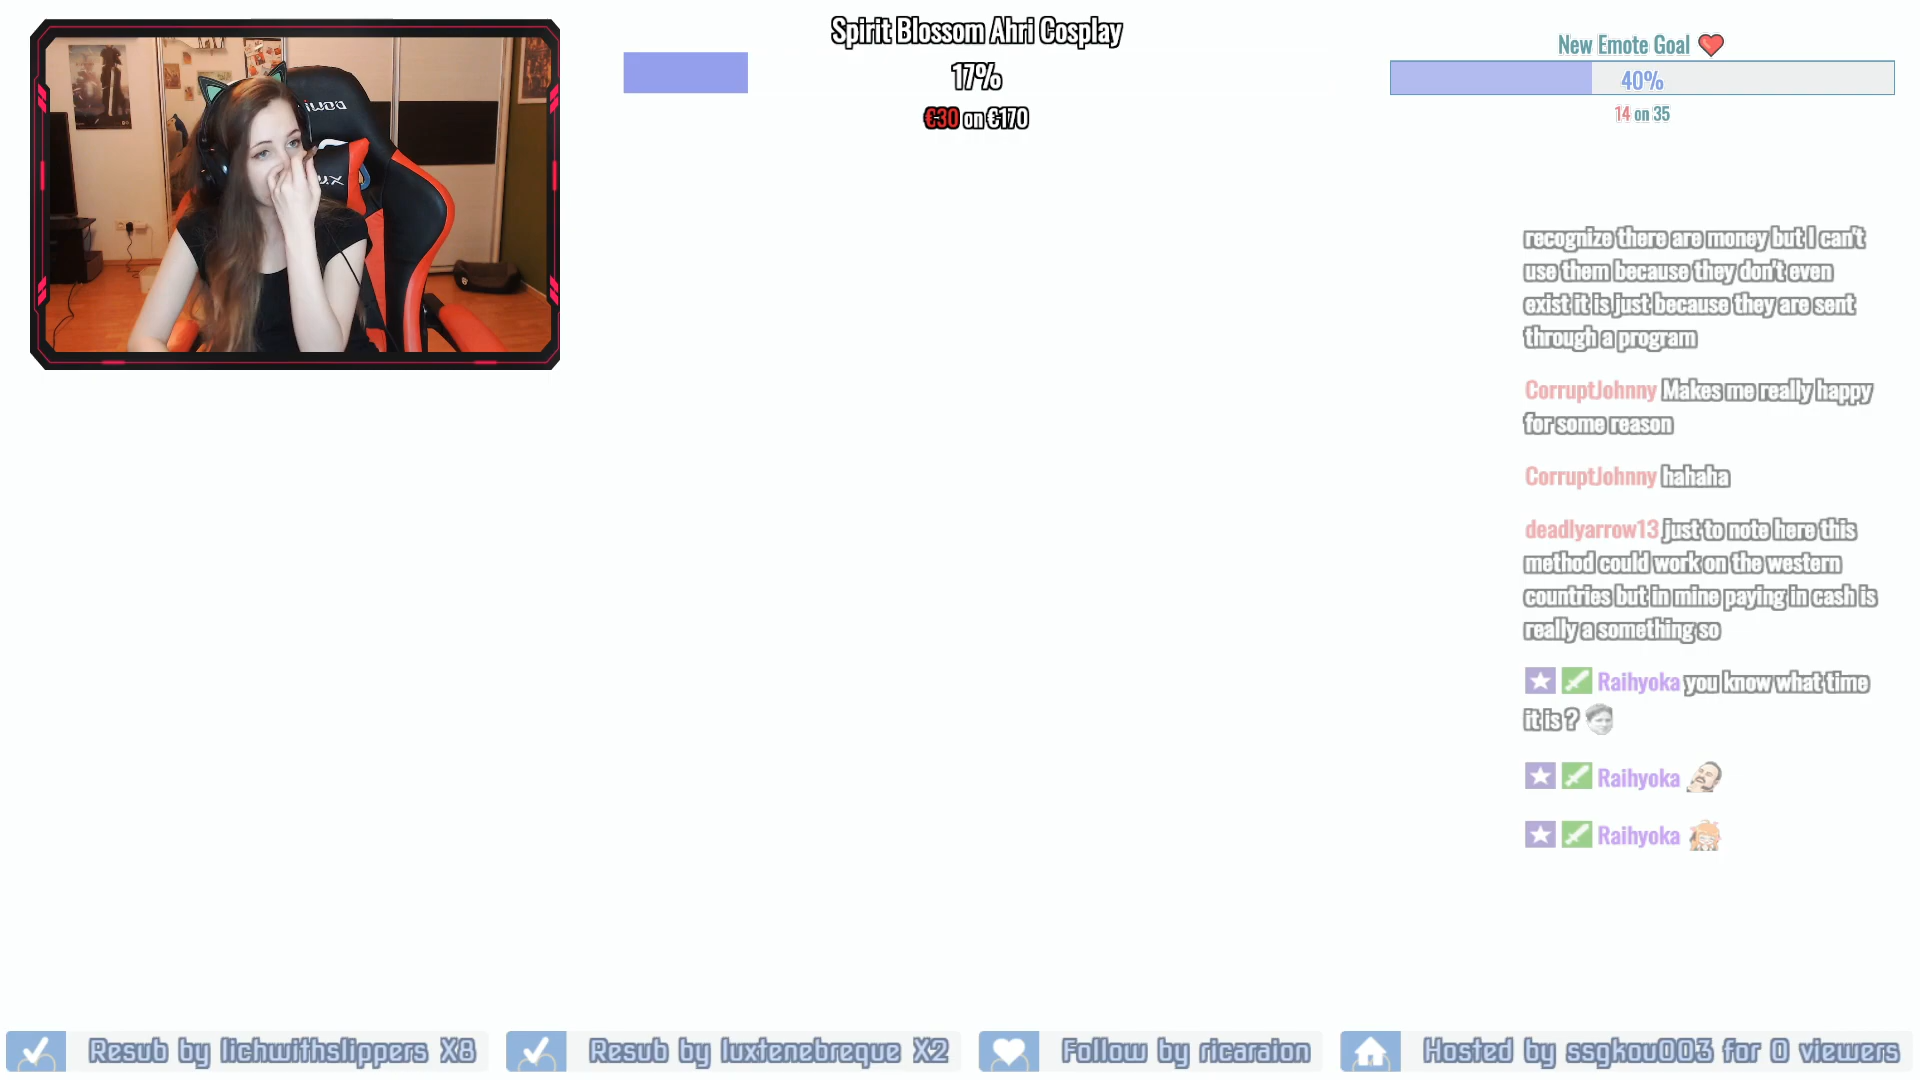 Spirit Blossom Ahri Cosplay
17%
€30 on €170
New Emote Goal
40%
14 on 35
recognize there are money but I can't
use them because they don't even
exist it is just because they are sent
through a program
CorruptJohnny Makes me really happy
for some reason
CorruptJohnny hahaha
deadlyarrow13 just to note here this
method could work on the western
countries but in mine paying in cash is
really a something so
Raihyoka you know what time
it is ?
Raihyoka
Raihyoka
Resub by lichwithslippers X8
Resub by luxtenebreque X2
Follow by ricaraion
Hosted by ssgkou003 for 0 viewers